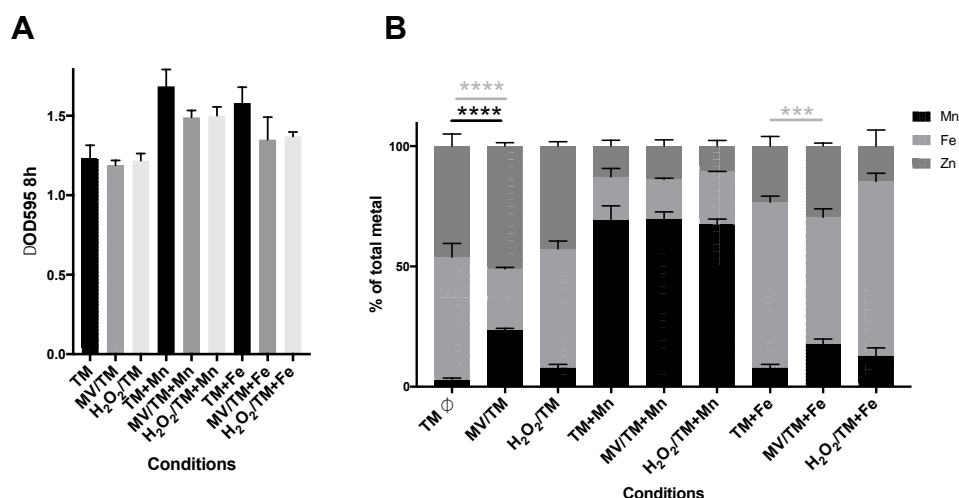 A
B
∆OD595 8h
1.5
1.0
0.5
0.0
TM
MV/TM
H₂O₂/TM
TM+Mn
MV/TM+Mn
H₂O₂/TM+Mn
TM+Fe
MV/TM+Fe
H₂O₂/TM+Fe
Conditions
****
****
***
Mn
Fe
Zn
% of total metal
100
50
0
TM ∅
MV/TM
H₂O₂/TM
TM+Mn
MV/TM+Mn
H₂O₂/TM+Mn
TM+Fe
MV/TM+Fe
H₂O₂/TM+Fe
Conditions